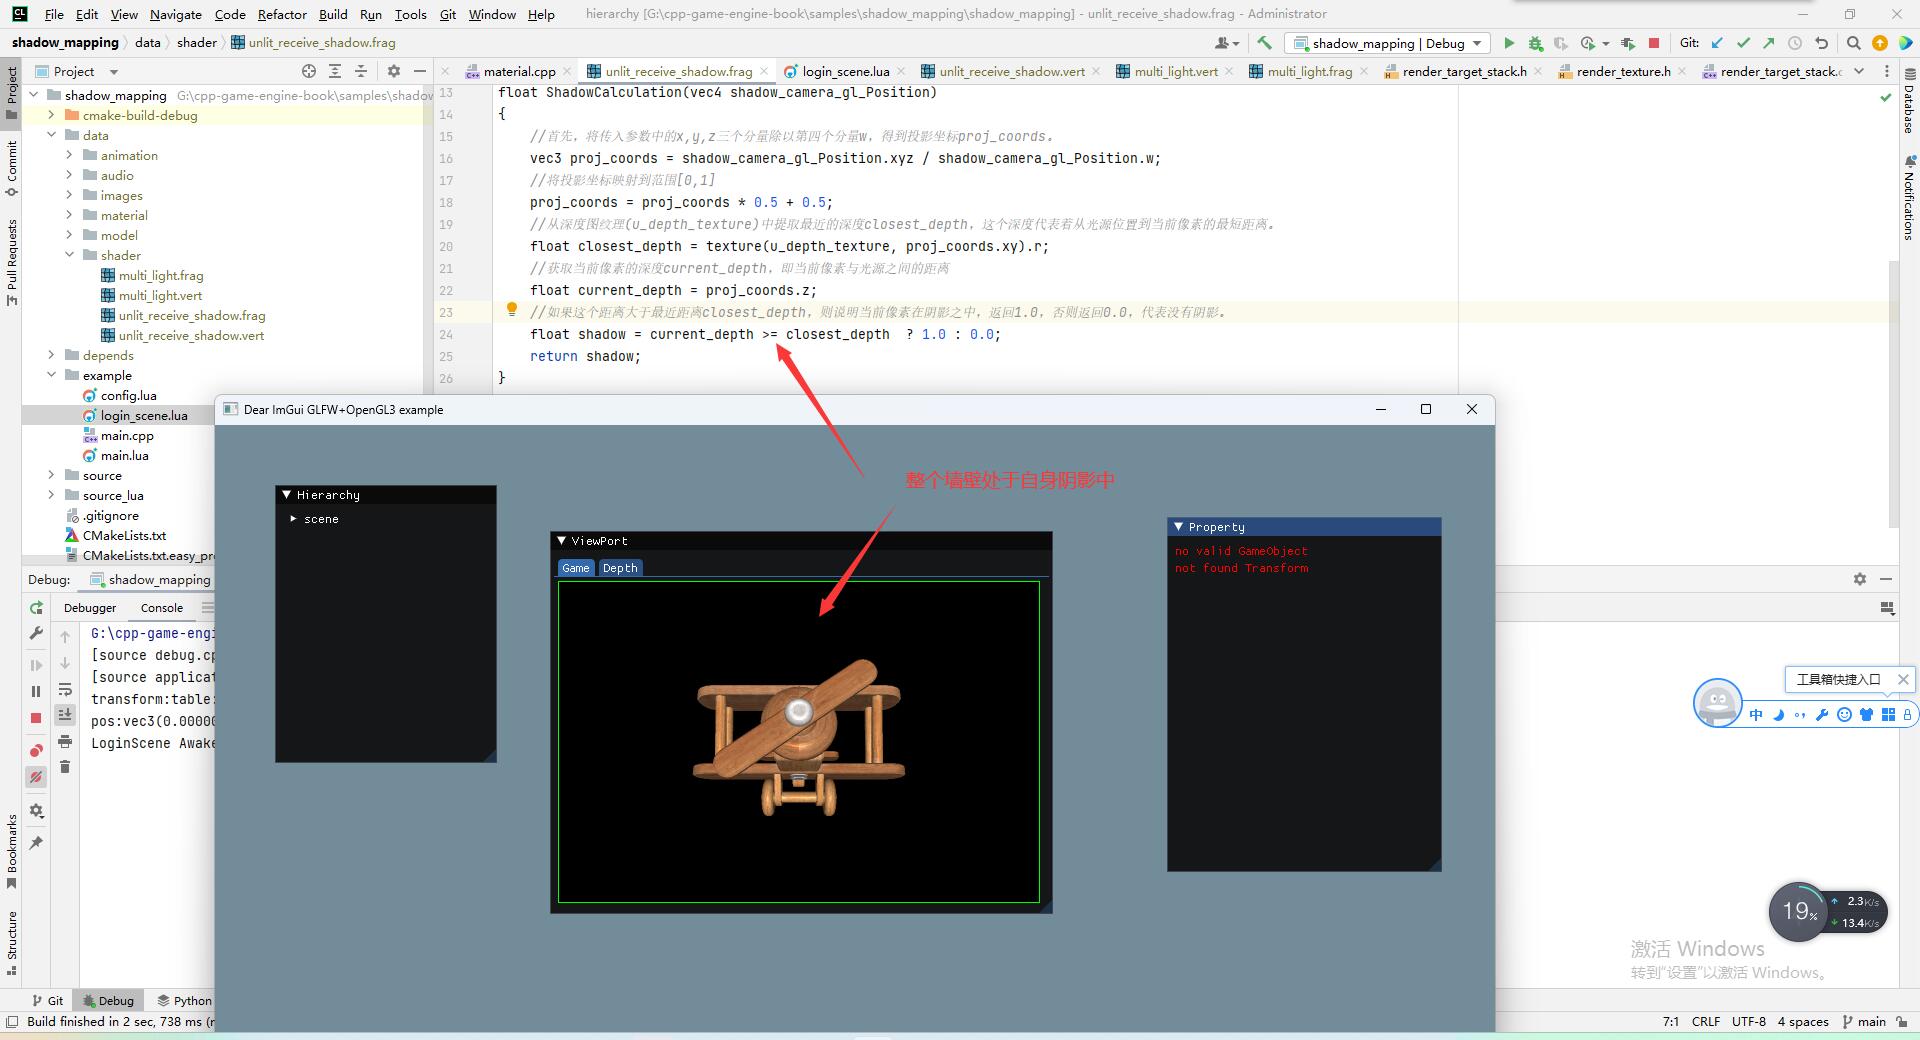 File Edit View Navigate Code Refactor Build Run Tools Git Window Help hierarchy [G:\cpp-game-engine-book\samples\shadow_mapping\shadow_mapping] - unlit_receive_shadow.frag - Administrator
shadow_mapping data shader unlit_receive_shadow.frag shadow_mapping | Debug Git:
Project material.cpp unlit_receive_shadow.frag login_scene.lua unlit_receive_shadow.vert multi_light.vert multi_light.frag render_target_stack.h render_texture.h render_target_stack.c
Project
Commit
Pull Requests
Bookmarks
Structure
Database
Notifications
shadow_mapping G:\cpp-game-engine-book\samples\shadow
cmake-build-debug
data
animation
audio
images
material
model
shader
multi_light.frag
multi_light.vert
unlit_receive_shadow.frag
unlit_receive_shadow.vert
depends
example
config.lua
login_scene.lua
main.cpp
main.lua
source
source_lua
.gitignore
CMakeLists.txt
CMakeLists.txt.easy_pr
13 float ShadowCalculation(vec4 shadow_camera_gl_Position)
14 {
15 //首先，将传入参数中的x,y,z三个分量除以第四个分量w，得到投影坐标proj_coords。
16 vec3 proj_coords = shadow_camera_gl_Position.xyz / shadow_camera_gl_Position.w;
17 //将投影坐标映射到范围[0,1]
18 proj_coords = proj_coords * 0.5 + 0.5;
19 //从深度图纹理(u_depth_texture)中提取最近的深度closest_depth，这个深度代表着从光源位置到当前像素的最短距离。
20 float closest_depth = texture(u_depth_texture, proj_coords.xy).r;
21 //获取当前像素的深度current_depth，即当前像素与光源之间的距离
22 float current_depth = proj_coords.z;
23 //如果这个距离大于最近距离closest_depth，则说明当前像素在阴影之中，返回1.0，否则返回0.0，代表没有阴影。
24 float shadow = current_depth >= closest_depth ? 1.0 : 0.0;
25 return shadow;
26 }
Dear ImGui GLFW+OpenGL3 example
整个墙壁处于自身阴影中
Hierarchy
scene
ViewPort
Game Depth
Property
no valid GameObject
not found Transform
Debug: shadow_mapping
Debugger Console
G:\cpp-game-engi
[source debug.cp
[source applicat
transform:table:
pos:vec3(0.00000
LoginScene Awake
工具箱快捷入口
中
19% 2.3K/s
13.4K/s
激活 Windows
转到“设置”以激活 Windows。
Git Debug Python
Build finished in 2 sec, 738 ms 7:1 CRLF UTF-8 4 spaces main